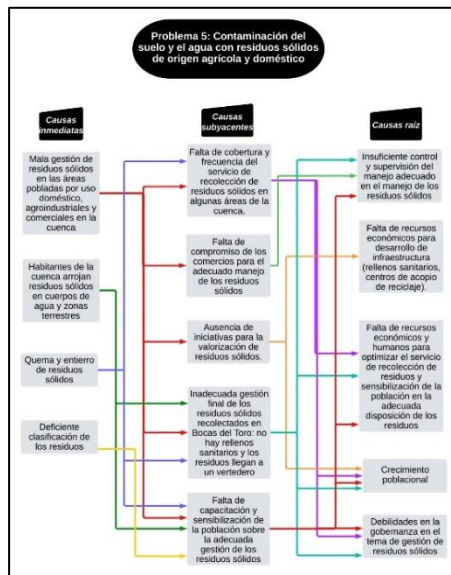 Problema 5: Contaminación del
suelo y el agua con residuos sólidos
de origen agrícola y doméstico
Causas
inmediatas
Mala gestión de
residuos sólidos
en las áreas
pobladas por uso
doméstico,
agroindustriales y
comerciales en la
cuenca
Habitantes de la
cuenca arrojan
residuos sólidos
en cuerpos de
agua y zonas
terrestres
Quema y entierro
de residuos
sólidos
Deficiente
clasificación de
los residuos
Causas
subyacentes
Falta de cobertura y
frecuencia del
servicio de
recolección de
residuos sólidos en
algunas áreas de la
cuenca.
Falta de
compromiso de los
comercios para el
adecuado manejo
de los residuos
sólidos
Ausencia de
iniciativas para la
valorización de
residuos sólidos.
Inadecuada gestión
final de los
residuos sólidos
recolectados en
Bocas del Toro: no
hay rellenos
sanitarios y los
residuos llegan a
un vertedero
Falta de
capacitación y
sensibilización de
la población sobre
la adecuada
gestión de los
residuos sólidos
Causas raíz
Insuficiente control
y supervisión del
manejo adecuado
en el manejo de los
residuos sólidos
Falta de recursos
económicos para
desarrollo de
infraestructura
(rellenos sanitarios,
centros de acopio
de reciclaje).
Falta de recursos
económicos y
humanos para
optimizar el servicio
de recolección de
residuos y
sensibilización de la
población en la
adecuada
disposición de los
residuos
Crecimiento
poblacional
Debilidades en la
gobernanza en el
tema de gestión de
residuos sólidos